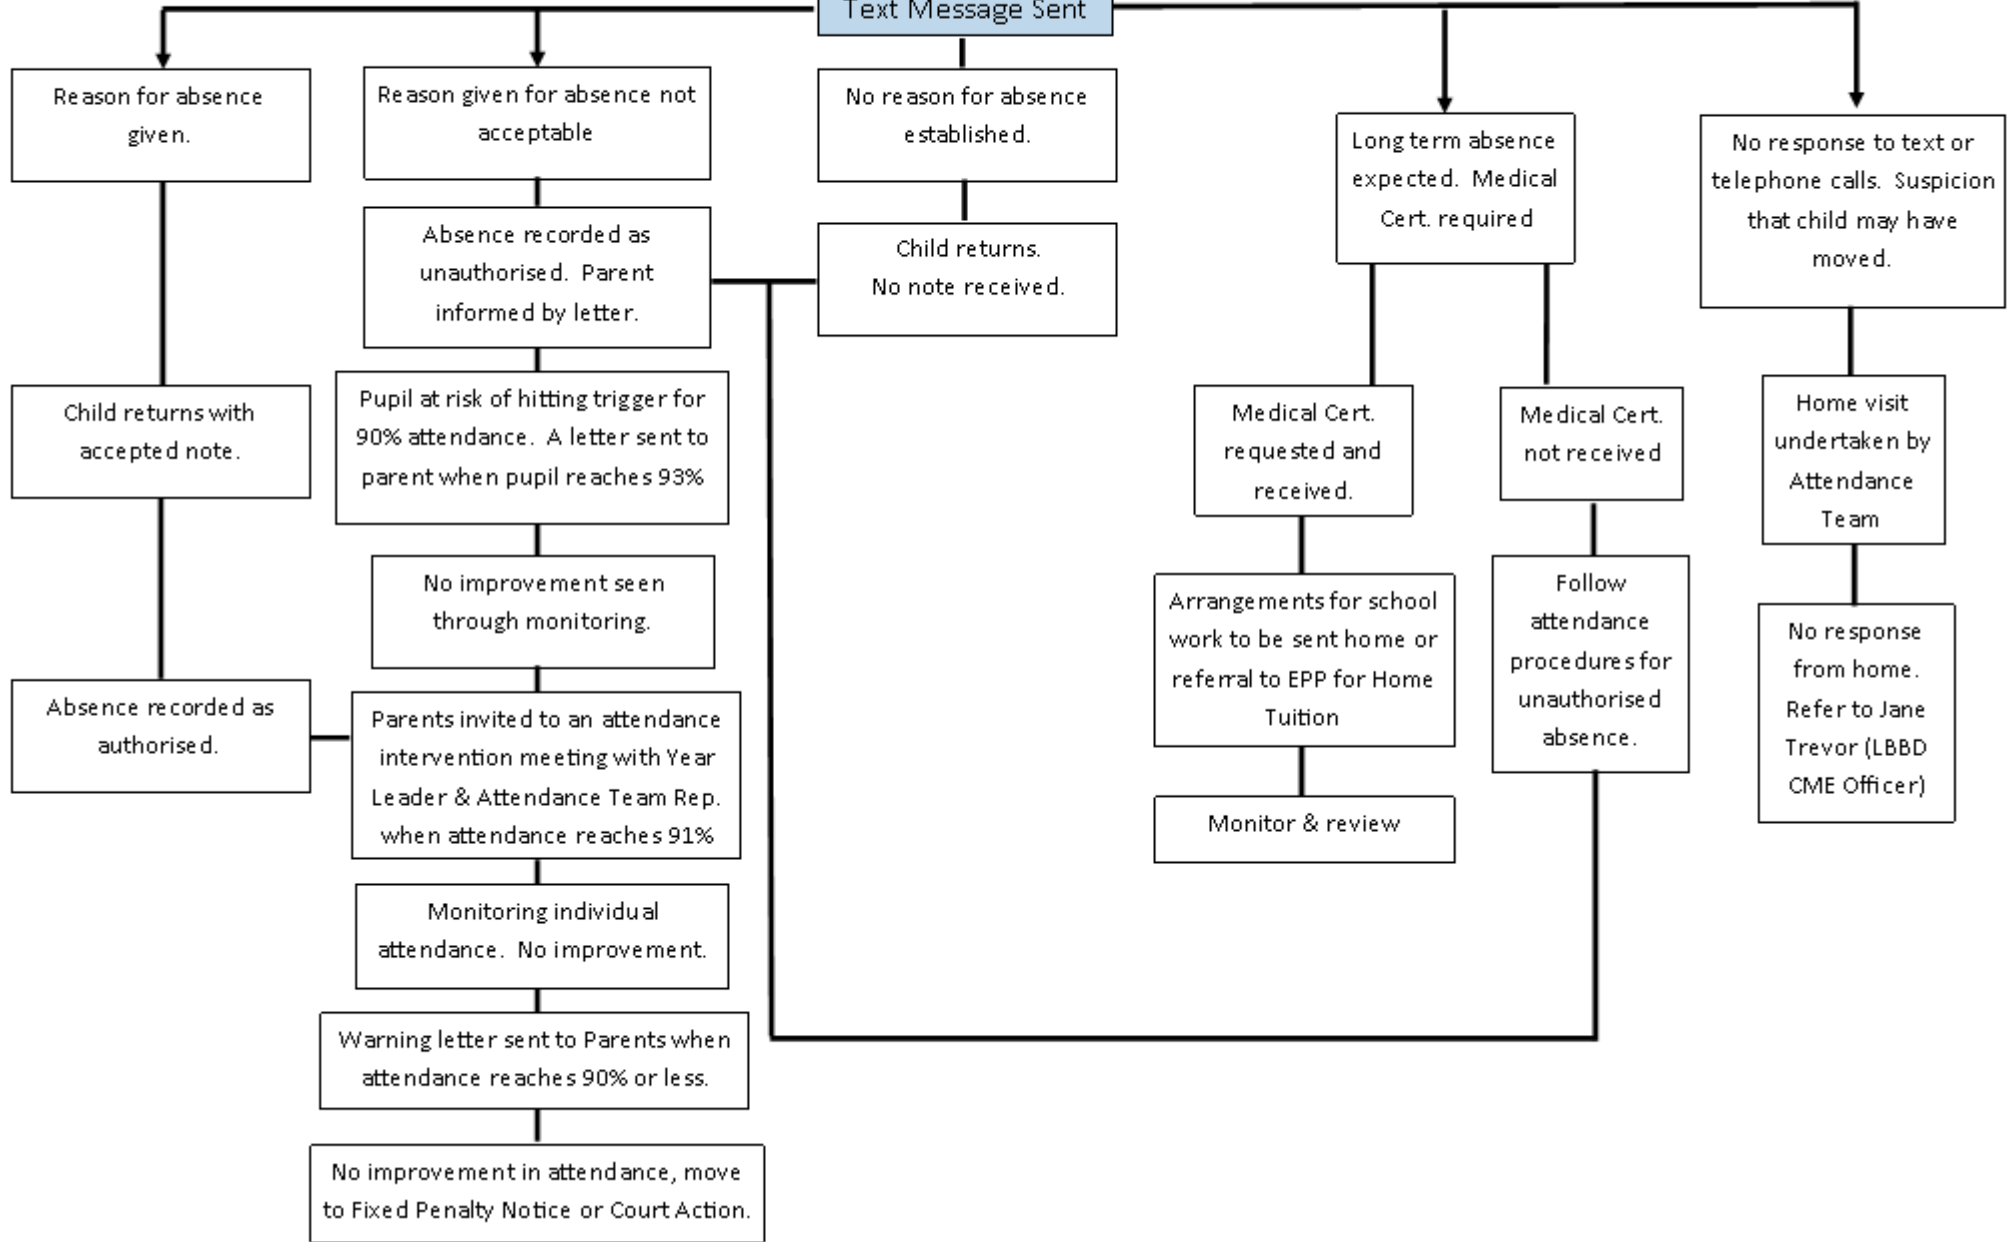 Text Message Sent
Reason for absence
given.
Child returns with
accepted note.
Absence recorded as
authorised.
Reason given for absence not
acceptable
Absence recorded as
unauthorised. Parent
informed by letter.
Pupil at risk of hitting trigger for
90% attendance. A letter sent to
parent when pupil reaches 93%
No improvement seen
through monitoring.
Parents invited to an attendance
intervention meeting with Year
Leader & Attendance Team Rep.
when attendance reaches 91%
Monitoring individual
attendance. No improvement.
Warning letter sent to Parents when
attendance reaches 90% or less.
No improvement in attendance, move
to Fixed Penalty Notice or Court Action.
No reason for absence
established.
Child returns.
No note received.
Long term absence
expected. Medical
Cert. required
Medical Cert.
requested and
received.
Arrangements for school
work to be sent home or
referral to EPP for Home
Tuition
Monitor & review
Medical Cert.
not received
Follow
attendance
procedures for
unauthorised
absence.
No response to text or
telephone calls. Suspicion
that child may have
moved.
Home visit
undertaken by
Attendance
Team
No response
from home.
Refer to Jane
Trevor (LBBD
CME Officer)